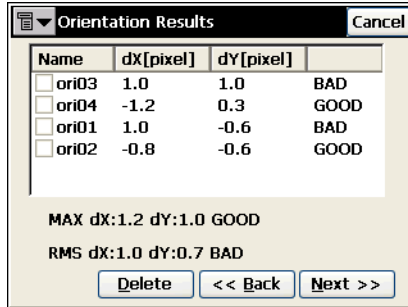 Orientation Results Cancel
Name dX[pixel] dY[pixel]
ori03 1.0 1.0 BAD
ori04 -1.2 0.3 GOOD
ori01 1.0 -0.6 BAD
ori02 -0.8 -0.6 GOOD
MAX dX:1.2 dY:1.0 GOOD
RMS dX:1.0 dY:0.7 BAD
Delete << Back Next >>